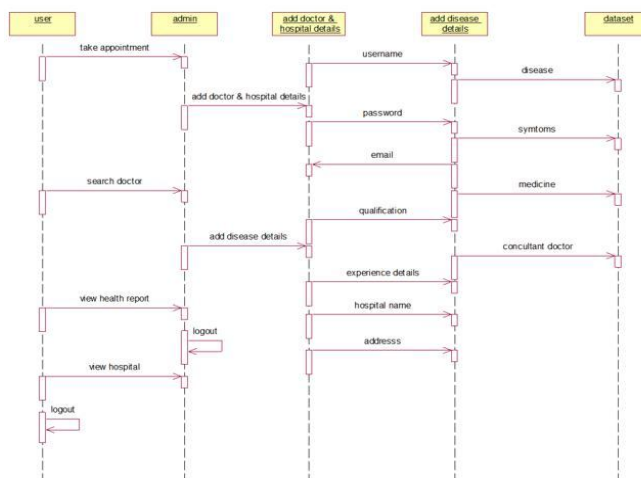 user
admin
add doctor &
hospital details
add disease
details
dataset
take appointment
username
disease
add doctor & hospital details
password
symtoms
email
search doctor
medicine
qualification
add disease details
concultant doctor
experience details
view health report
hospital name
logout
addresss
view hospital
logout